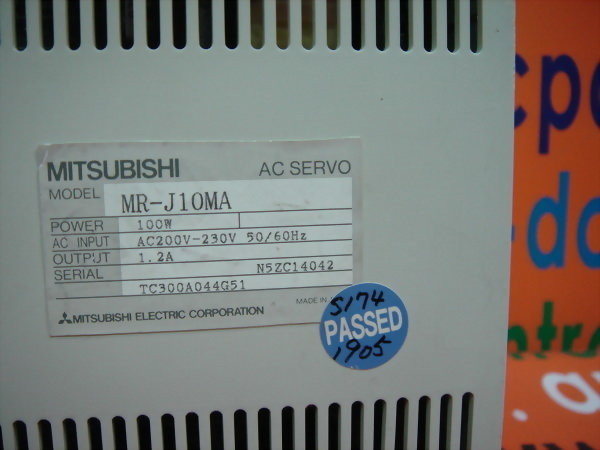 MITSUBISHI AC SERVO
MODEL MR-J10MA
POWER 100W
AC INPUT AC200V-230V 50/60Hz
OUTPUT 1.2A
SERIAL N5ZC14042
TC300A044G51
MITSUBISHI ELECTRIC CORPORATION MADE IN
S174
PASSED
1905